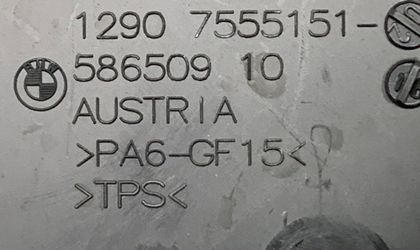 1290 7555151-
586509 10
AUSTRIA
>PA6-GF15<
>TPS<